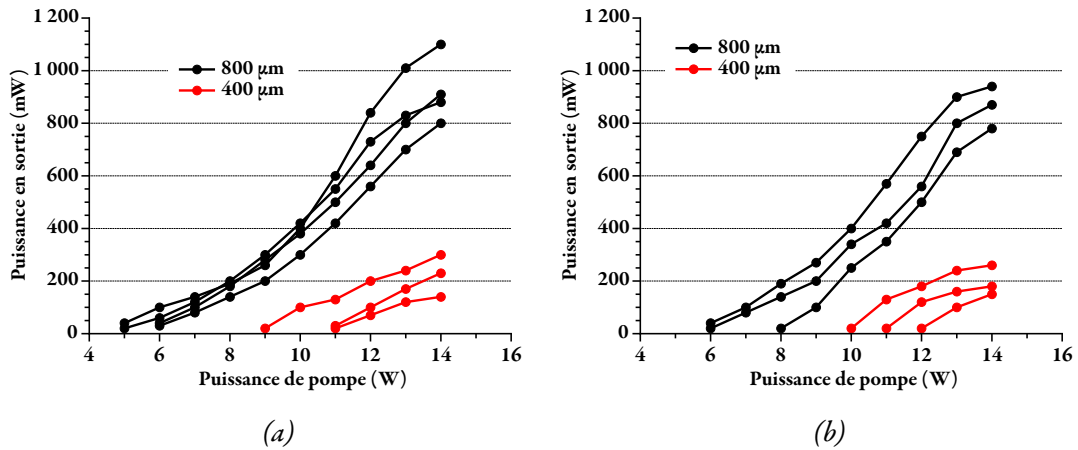 1 200
1 000
800
600
400
200
0
Puissance en sortie (mW)
800 µm
400 µm
4 6 8 10 12 14 16
Puissance de pompe (W)
(a)
1 200
1 000
800
600
400
200
0
Puissance en sortie (mW)
800 µm
400 µm
4 6 8 10 12 14 16
Puissance de pompe (W)
(b)